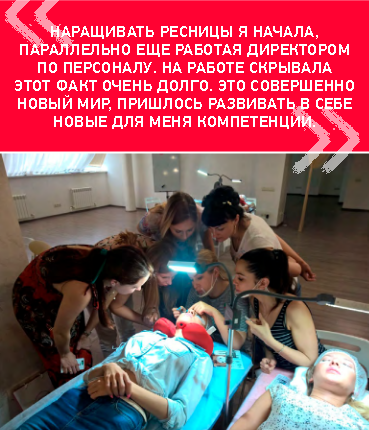 НАРАЩИВАТЬ РЕСНИЦЫ Я НАЧАЛА,
ПАРАЛЛЕЛЬНО ЕЩЕ РАБОТАЯ ДИРЕКТОРОМ
ПО ПЕРСОНАЛУ. НА РАБОТЕ СКРЫВАЛА
ЭТОТ ФАКТ ОЧЕНЬ ДОЛГО. ЭТО СОВЕРШЕННО
НОВЫЙ МИР, ПРИШЛОСЬ РАЗВИВАТЬ В СЕБЕ
НОВЫЕ ДЛЯ МЕНЯ КОМПЕТЕНЦИИ.